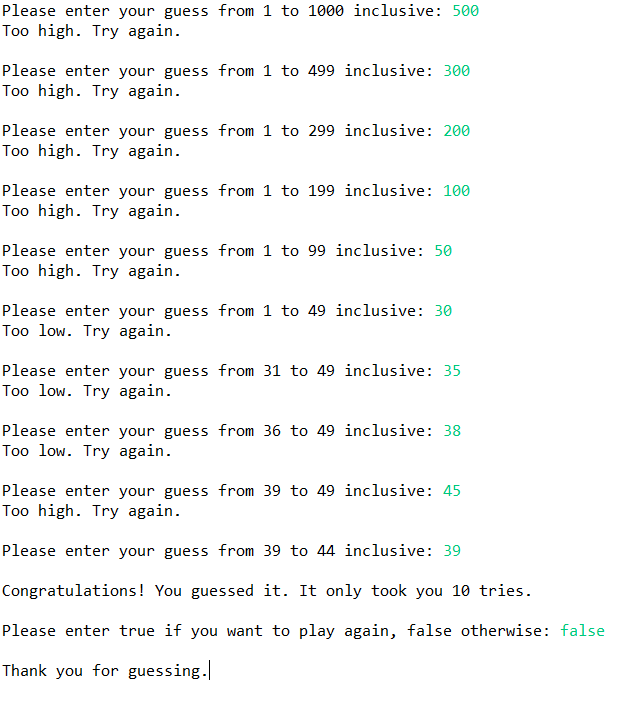 Please enter your guess from 1 to 1000 inclusive: 500
Too high. Try again.
Please enter your guess from 1 to 499 inclusive: 300
Too high. Try again.
Please enter your guess from 1 to 299 inclusive: 200
Too high. Try again.
Please enter your guess from 1 to 199 inclusive: 100
Too high. Try again.
Please enter your guess from 1 to 99 inclusive: 50
Too high. Try again.
Please enter your guess from 1 to 49 inclusive: 30
Too low. Try again.
Please enter your guess from 31 to 49 inclusive: 35
Too low. Try again.
Please enter your guess from 36 to 49 inclusive: 38
Too low. Try again.
Please enter your guess from 39 to 49 inclusive: 45
Too high. Try again.
Please enter your guess from 39 to 44 inclusive: 39
Congratulations! You guessed it. It only took you 10 tries.
Please enter true if you want to play again, false otherwise: false
Thank you for guessing.